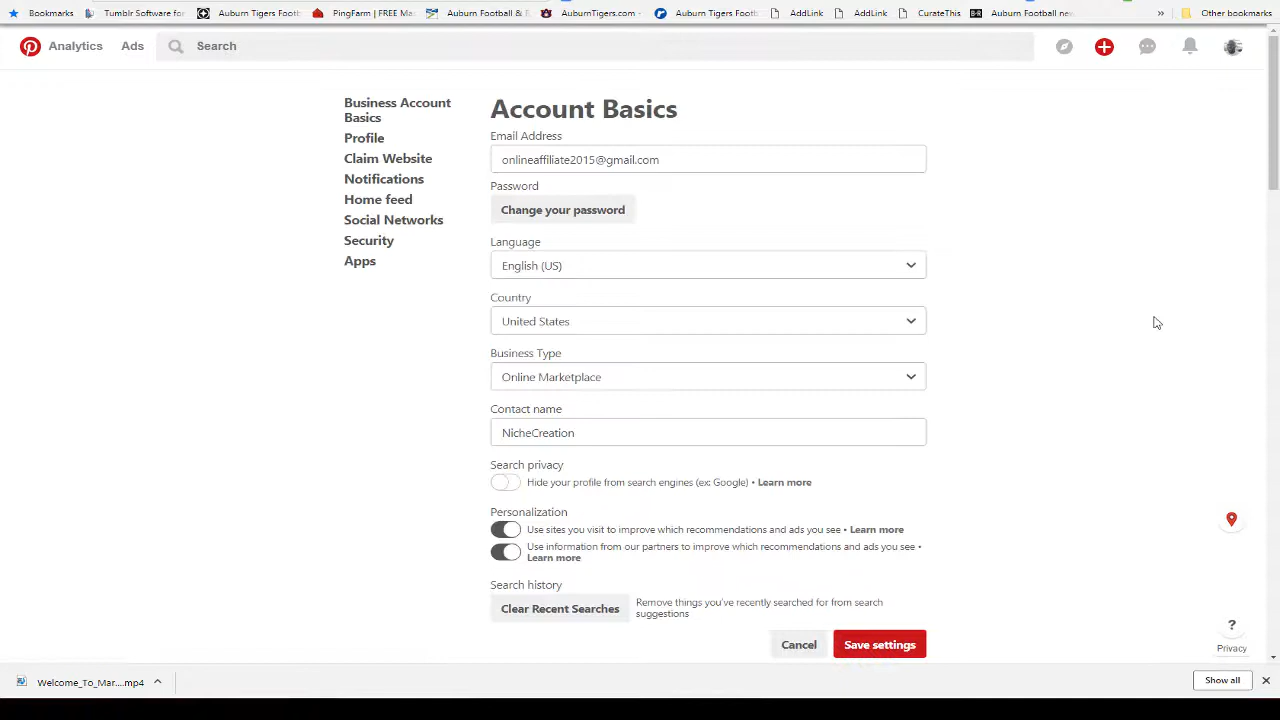 Bookmarks Tumblr Software for Auburn Tigers Footb PingFarm | FREE Mas Auburn Football & R AuburnTigers.com - Auburn Tigers Footb AddLink AddLink CurateThis Auburn Football new » Other bookmarks
Analytics Ads Search
Business Account
Basics
Profile
Claim Website
Notifications
Home feed
Social Networks
Security
Apps
Account Basics
Email Address
onlineaffiliate2015@gmail.com
Password
Change your password
Language
English (US)
Country
United States
Business Type
Online Marketplace
Contact name
NicheCreation
Search privacy
Hide your profile from search engines (ex: Google) • Learn more
Personalization
Use sites you visit to improve which recommendations and ads you see • Learn more
Use information from our partners to improve which recommendations and ads you see •
Learn more
Search history
Clear Recent Searches
Remove things you've recently searched for from search
suggestions
Cancel Save settings
?
Privacy
Welcome_To_Mar....mp4 Show all